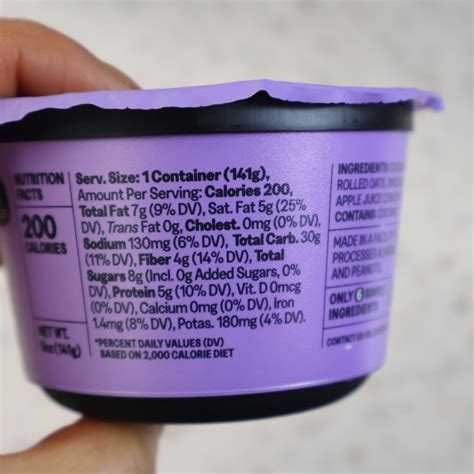 NUTRITION
FACTS
200
CALORIES
NET WT.
5oz (141g)
Serv. Size: 1 Container (141g),
Amount Per Serving: Calories 200,
Total Fat 7g (9% DV), Sat. Fat 5g (25%
DV), Trans Fat 0g, Cholest. 0mg (0% DV),
Sodium 130mg (6% DV), Total Carb. 30g
(11% DV), Fiber 4g (14% DV), Total
Sugars 8g (Incl. 0g Added Sugars, 0%
DV), Protein 5g (10% DV), Vit. D 0mcg
(0% DV), Calcium 0mg (0% DV), Iron
1.4mg (8% DV), Potas. 180mg (4% DV).
*PERCENT DAILY VALUES (DV)
BASED ON 2,000 CALORIE DIET
INGREDIENTS:
ROLLED OATS,
APPLE JUICE
CONTAINS:
MADE IN A
PROCESSES
AND PEANUTS.
ONLY 6
INGREDIENTS
CONTACT